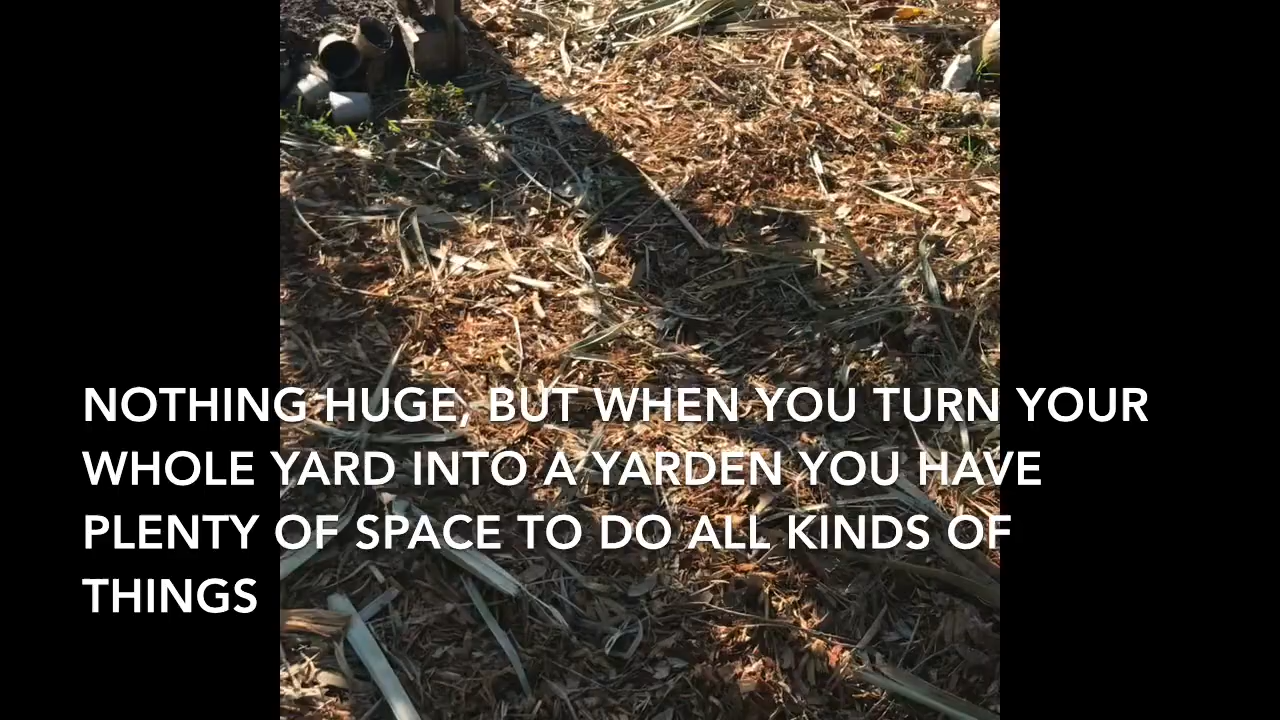 NOTHING HUGE, BUT WHEN YOU TURN YOUR
WHOLE YARD INTO A YARDEN YOU HAVE
PLENTY OF SPACE TO DO ALL KINDS OF
THINGS